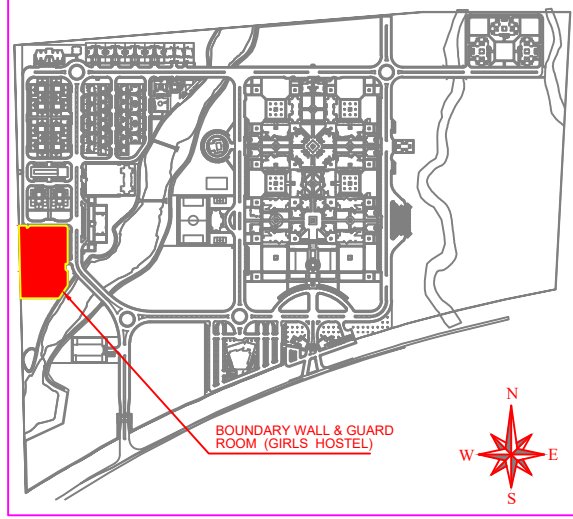 BOUNDARY WALL & GUARD
ROOM (GIRLS HOSTEL)
N
W E
S